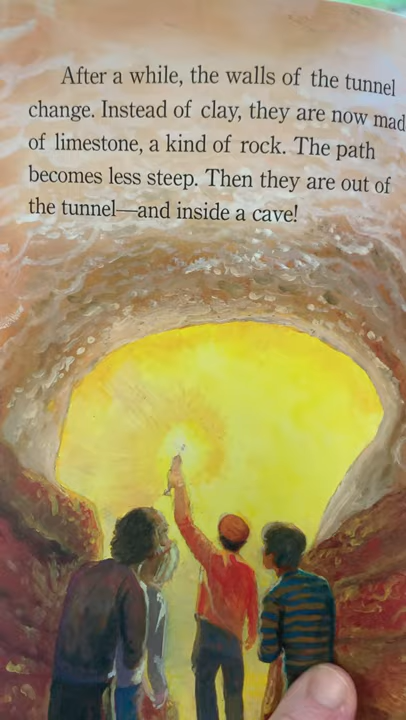 After a while, the walls of the tunnel
change. Instead of clay, they are now mad
of limestone, a kind of rock. The path
becomes less steep. Then they are out of
the tunnel—and inside a cave!